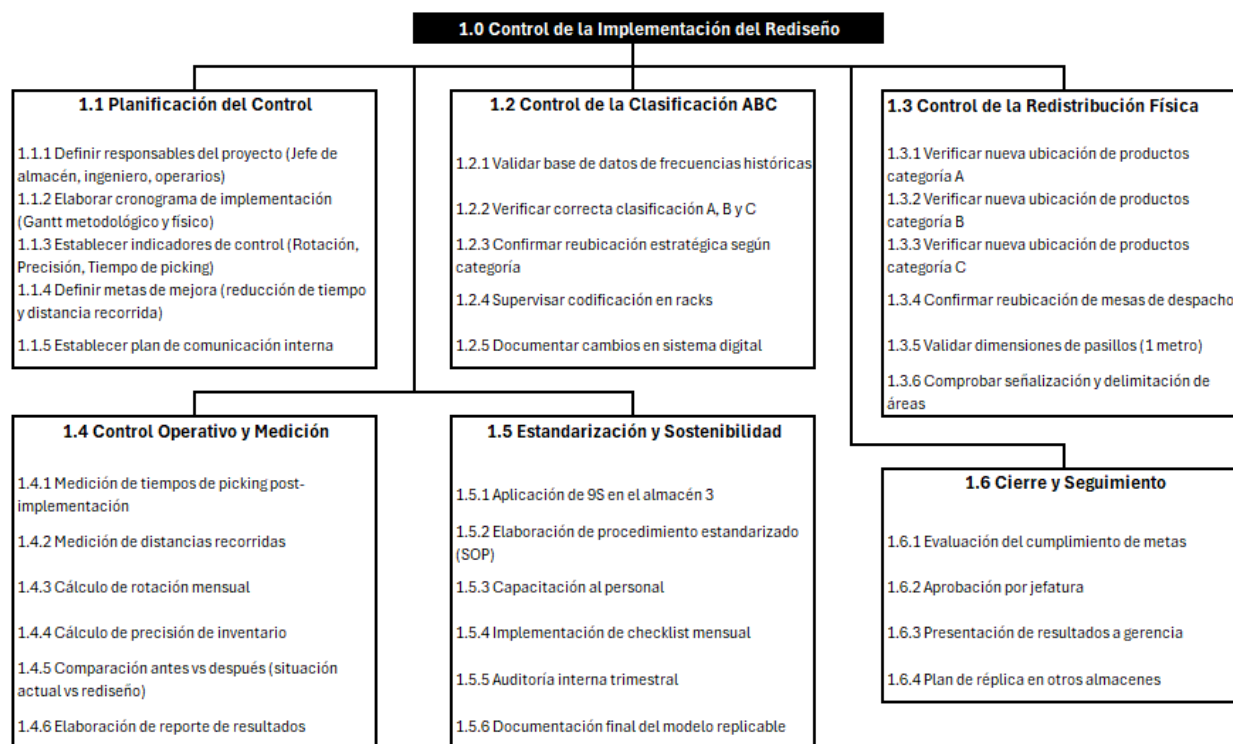 1.0 Control de la Implementación del Rediseño
1.1 Planificación del Control
1.1.1 Definir responsables del proyecto (Jefe de
almacén, ingeniero, operarios)
1.1.2 Elaborar cronograma de implementación
(Gantt metodológico y físico)
1.1.3 Establecer indicadores de control (Rotación,
Precisión, Tiempo de picking)
1.1.4 Definir metas de mejora (reducción de tiempo
y distancia recorrida)
1.1.5 Establecer plan de comunicación interna
1.2 Control de la Clasificación ABC
1.2.1 Validar base de datos de frecuencias históricas
1.2.2 Verificar correcta clasificación A, B y C
1.2.3 Confirmar reubicación estratégica según
categoría
1.2.4 Supervisar codificación en racks
1.2.5 Documentar cambios en sistema digital
1.3 Control de la Redistribución Física
1.3.1 Verificar nueva ubicación de productos
categoría A
1.3.2 Verificar nueva ubicación de productos
categoría B
1.3.3 Verificar nueva ubicación de productos
categoría C
1.3.4 Confirmar reubicación de mesas de despacho
1.3.5 Validar dimensiones de pasillos (1 metro)
1.3.6 Comprobar señalización y delimitación de
áreas
1.4 Control Operativo y Medición
1.4.1 Medición de tiempos de picking post-
implementación
1.4.2 Medición de distancias recorridas
1.4.3 Cálculo de rotación mensual
1.4.4 Cálculo de precisión de inventario
1.4.5 Comparación antes vs después (situación
actual vs rediseño)
1.4.6 Elaboración de reporte de resultados
1.5 Estandarización y Sostenibilidad
1.5.1 Aplicación de 9S en el almacén 3
1.5.2 Elaboración de procedimiento estandarizado
(SOP)
1.5.3 Capacitación al personal
1.5.4 Implementación de checklist mensual
1.5.5 Auditoría interna trimestral
1.5.6 Documentación final del modelo replicable
1.6 Cierre y Seguimiento
1.6.1 Evaluación del cumplimiento de metas
1.6.2 Aprobación por jefatura
1.6.3 Presentación de resultados a gerencia
1.6.4 Plan de réplica en otros almacenes